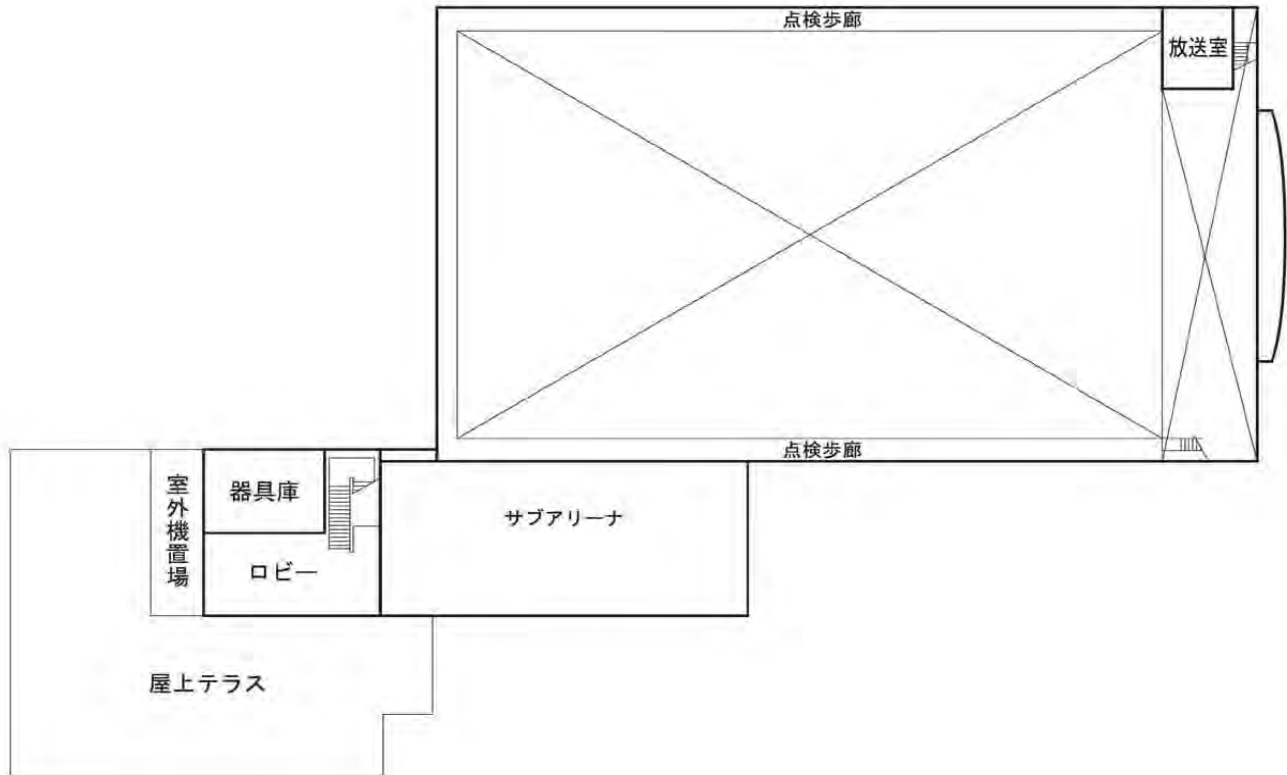 点検歩廊
放送室
点検歩廊
室外機置場
器具庫
サブアリーナ
ロビー
屋上テラス